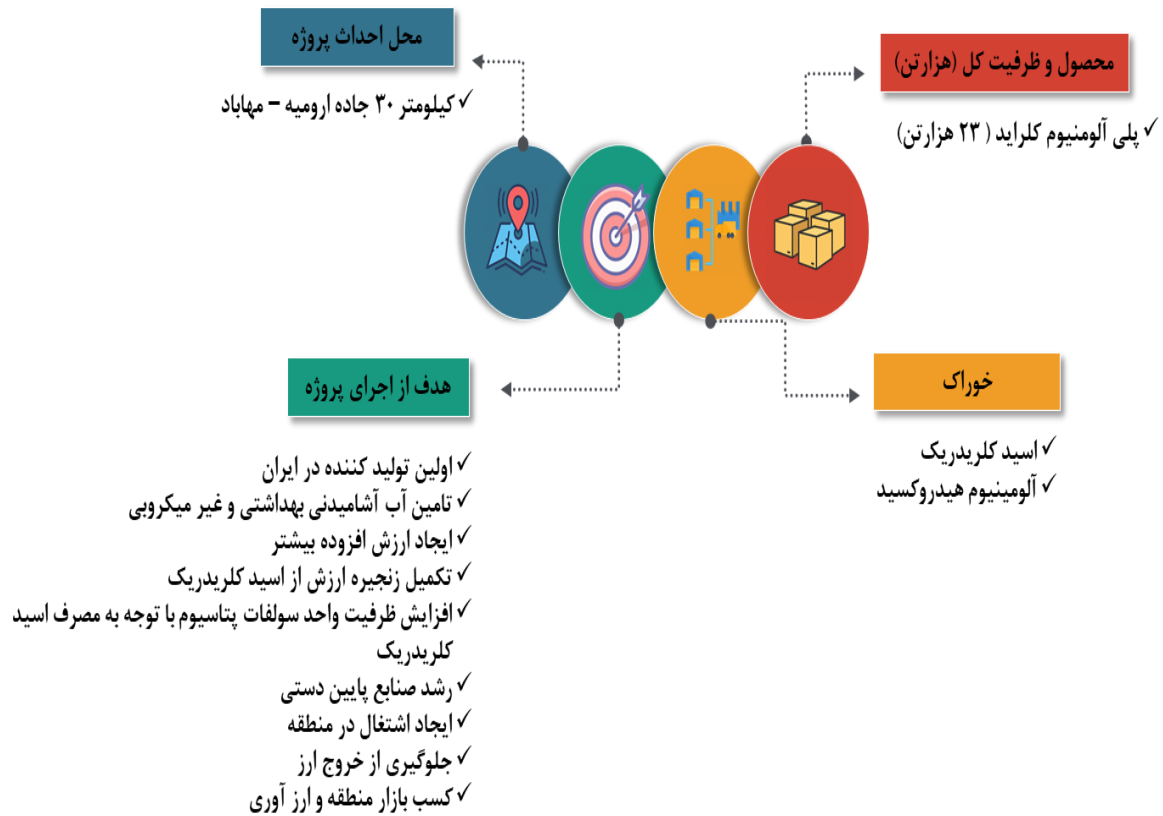 محصول و ظرفیت کل (هزارتن)
✓ پلی آلومنیوم کلراید ( ۲۳ هزارتن)
محل احداث پروژه
✓ کیلومتر ۳۰ جاده ارومیه – مهاباد
خوراک
✓ اسید کلریدریک
✓ آلومینیوم هیدروکسید
هدف از اجرای پروژه
✓ اولین تولید کننده در ایران
✓ تامین آب آشامیدنی بهداشتی و غیر میکروبی
✓ ایجاد ارزش افزوده بیشتر
✓ تکمیل زنجیره ارزش از اسید کلریدریک
✓ افزایش ظرفیت واحد سولفات پتاسیوم با توجه به مصرف اسید
کلریدریک
✓ رشد صنایع پایین دستی
✓ ایجاد اشتغال در منطقه
✓ جلوگیری از خروج ارز
✓ کسب بازار منطقه و ارز آوری